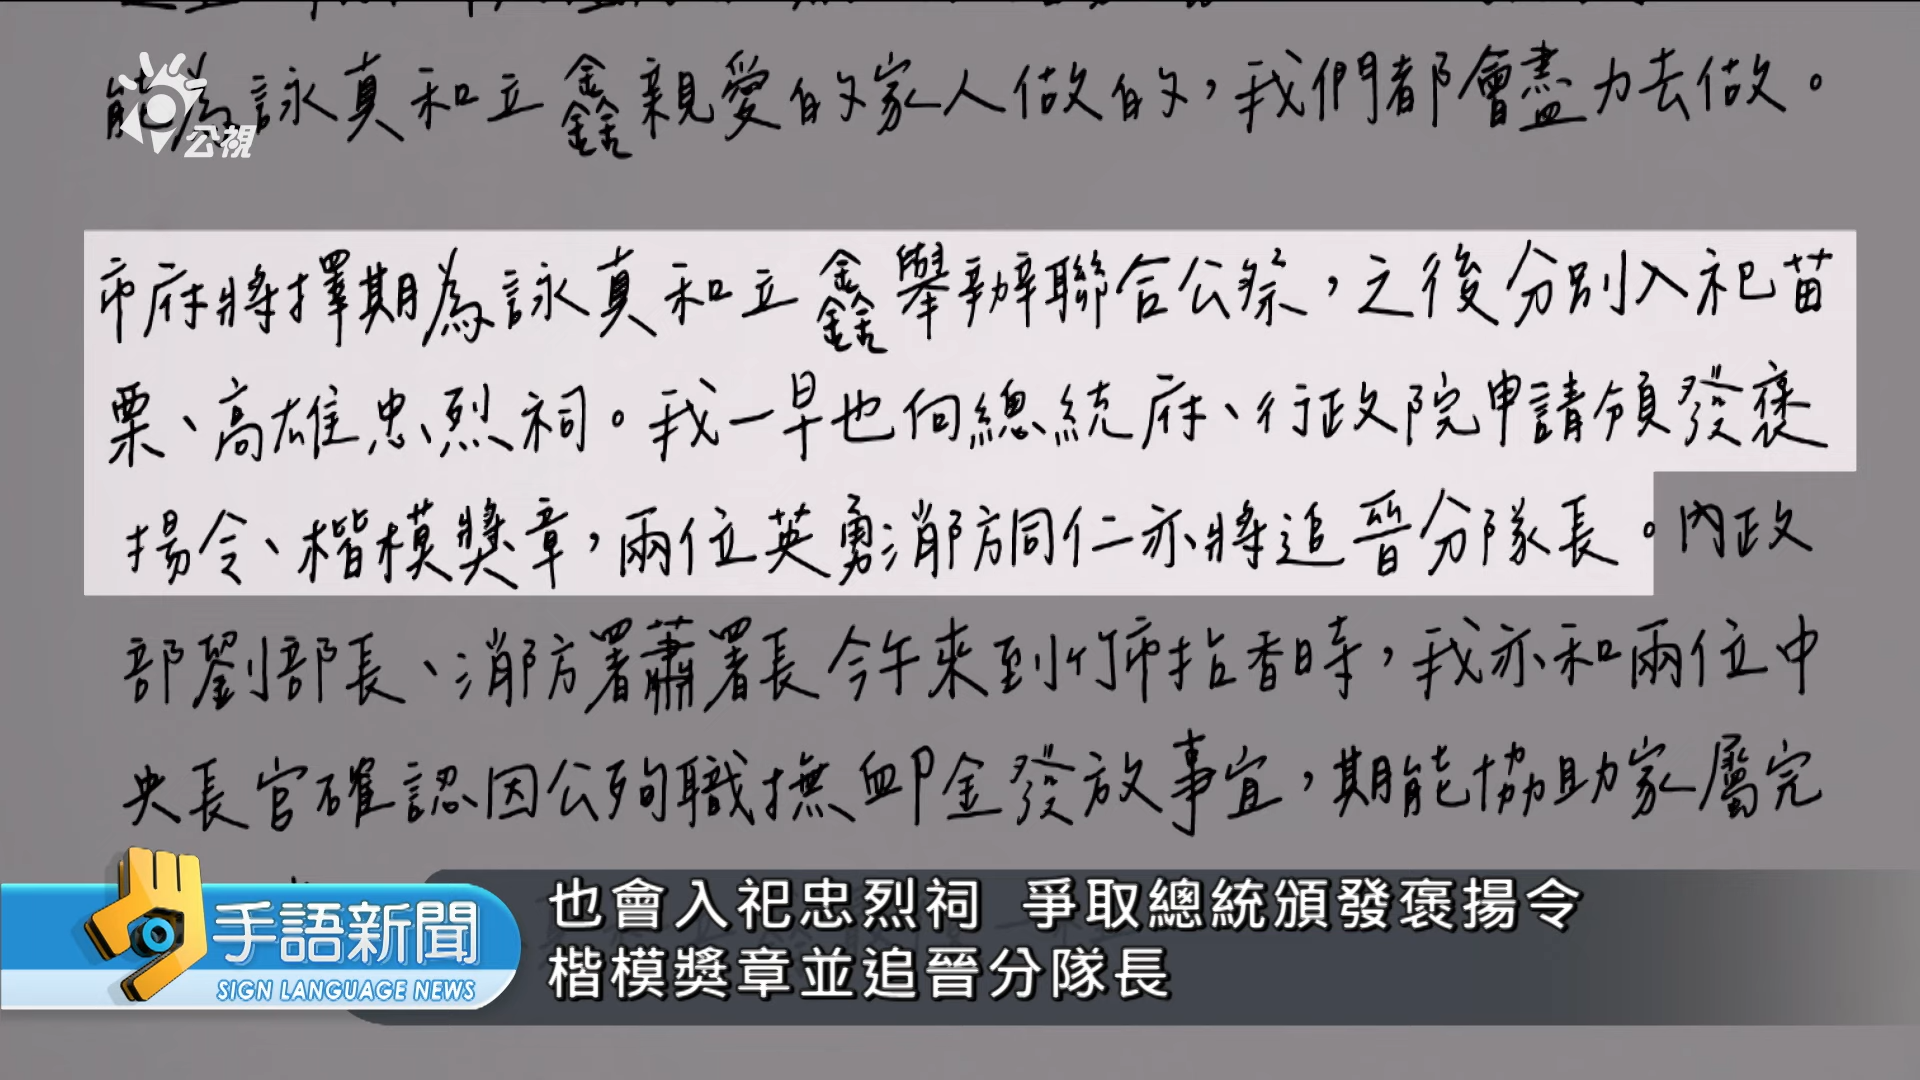 能為詠真和立鑫鑫親愛的家人做的，我們都會盡力去做。
公視
市府將擇期為詠真和立鑫鑫舉辦聯合公祭，之後分別入祀苗
栗、高雄忠烈祠。我一早也向總統府、行政院申請頒發褒
揚令、楷模獎章，兩位英勇消防同仁亦將追晉分隊長。內政
部劉部長、消防署蕭署長今午來到竹市拈香時，我亦和兩位中
央長官確認因公殉職撫卹金發放事宜，期能協助家屬完
手語新聞
SIGN LANGUAGE NEWS
也會入祀忠烈祠 爭取總統頒發褒揚令
楷模獎章並追晉分隊長